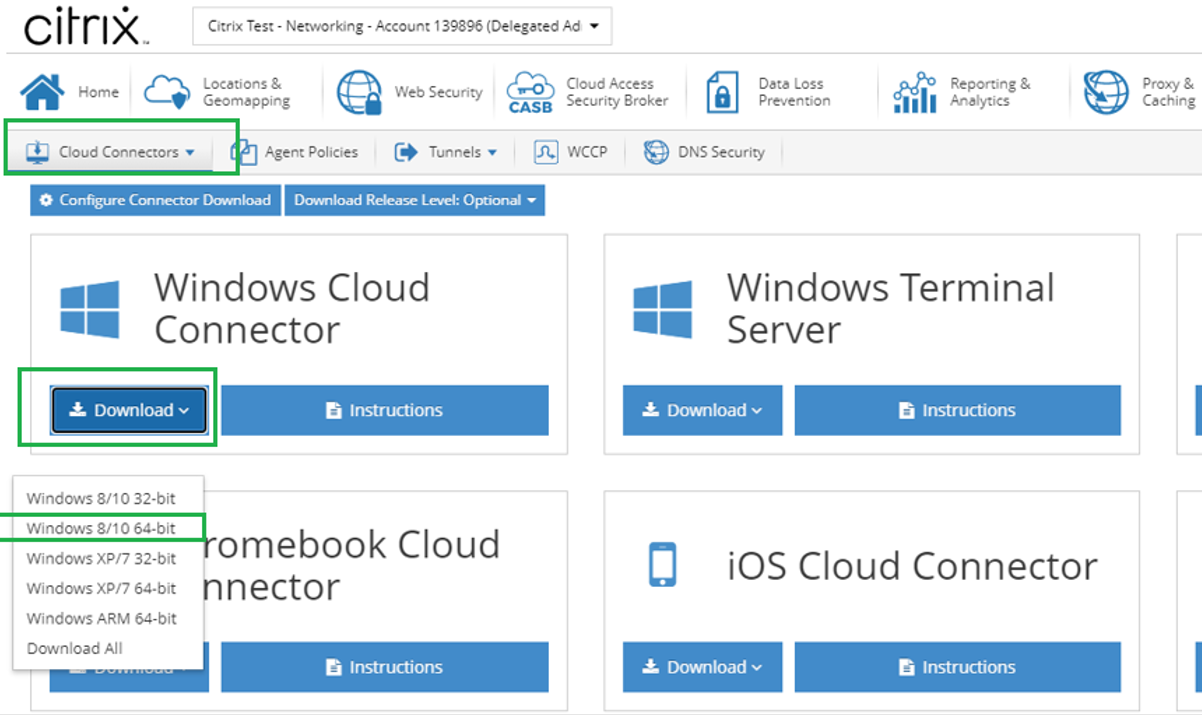 citrix
Citrix Test - Networking - Account 139896 (Delegated Ad
Home
Locations &
Geomapping
Web Security
CASB
Cloud Access
Security Broker
Data Loss
Prevention
Reporting &
Analytics
Proxy &
Caching
Cloud Connectors
Agent Policies
Tunnels
WCCP
DNS Security
Configure Connector Download
Download Release Level: Optional
Windows Cloud
Connector
Download
Instructions
Windows Terminal
Server
Download
Instructions
Windows 8/10 32-bit
Windows 8/10 64-bit
Windows XP/7 32-bit
Windows XP/7 64-bit
Windows ARM 64-bit
Download All
romebook Cloud
nnector
Download
Instructions
iOS Cloud Connector
Download
Instructions